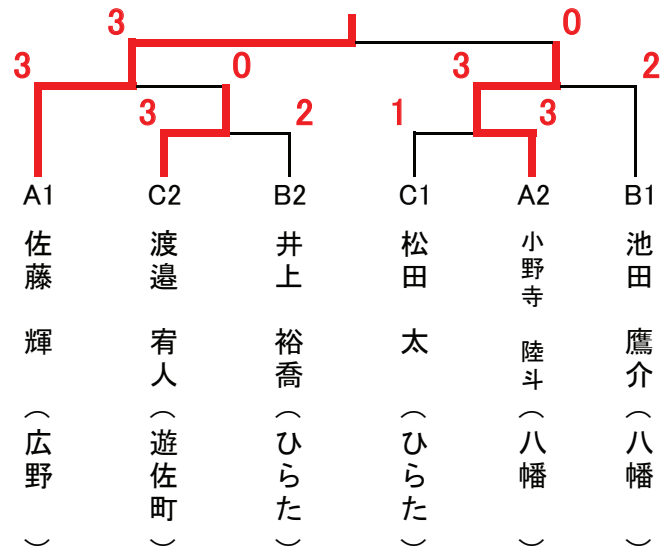 3 0
3 0 3 2
3 2 1 3
A1 C2 B2 C1 A2 B1
佐藤 輝 (広野)
渡邉 宥人 (遊佐町)
井上 裕喬 (ひらた)
松田 太 (ひらた)
小野寺 陸斗 (八幡)
池田 鷹介 (八幡)